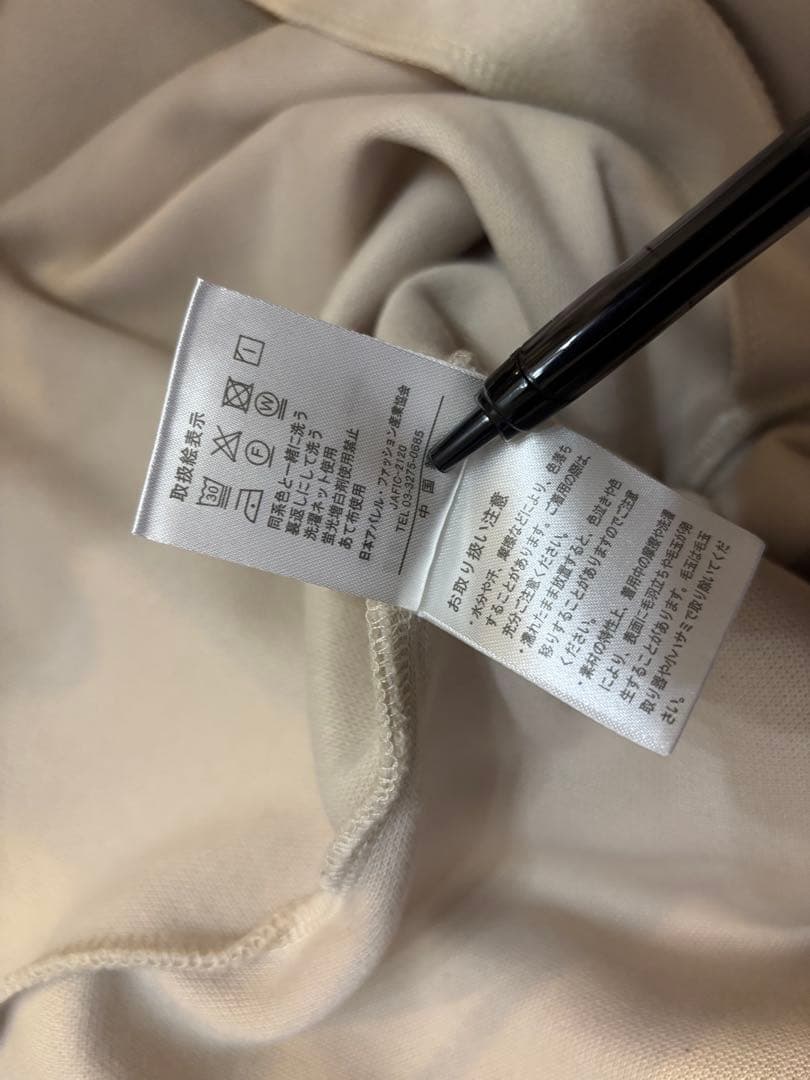 取扱絵表示
30
W
F
同系色と一緒に洗う
裏返しにして洗う
洗濯ネット使用
蛍光増白剤使用禁止
あて布使用
日本アパレル・ファッション産業協会
JAFIC-2120
TEL 03-3275-0685
中国
お取り扱い注意
・水分や汗、摩擦などにより、色落ち
することがあります。ご着用の際は、
充分ご注意ください。
・濡れたまま放置すると、色泣きや色
移りすることがありますのでご注意
ください。
・素材の特性上、着用中の摩擦や洗濯
により、表面に毛羽立ちや毛玉が発
生することがあります。毛玉は毛玉
取り器や小バサミで取り除いてくだ
さい。